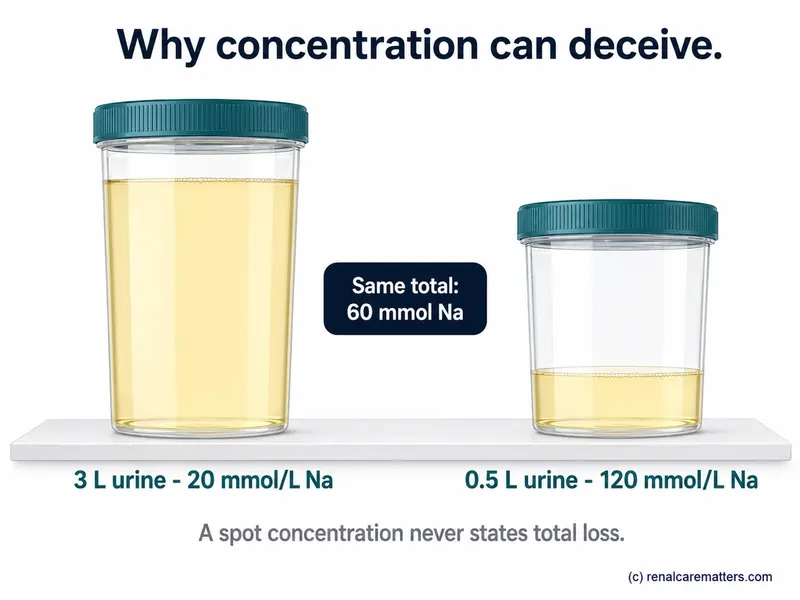 Why concentration can deceive.
Same total:
60 mmol Na
3 L urine - 20 mmol/L Na
0.5 L urine - 120 mmol/L Na
A spot concentration never states total loss.
(c) renalcarematters.com